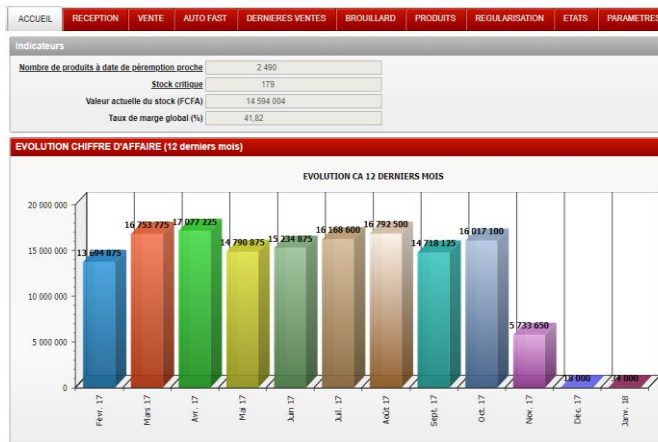 ACCUEIL RECEPTION VENTE AUTO FAST DERNIERES VENTES BROUILLARD PRODUITS REGULARISATION ETATS PARAMETRES
Indicateurs
Nombre de produits à date de péremption proche 2 490
Stock critique 179
Valeur actuelle du stock (FCFA) 14 594 004
Taux de marge global (%) 41,82
EVOLUTION CHIFFRE D'AFFAIRE (12 derniers mois)
EVOLUTION CA 12 DERNIERS MOIS
20 000 000
15 000 000
10 000 000
5 000 000
0
13 694 875
16 753 775
17 077 225
14 790 875
15 234 875
16 168 600
16 792 500
14 718 125
16 017 100
5 733 650
18 000
34 000
Févr. 17
Mars 17
Avr. 17
Mai 17
Juin 17
Juil. 17
Août 17
Sept. 17
Oct. 17
Nov. 17
Déc. 17
Janv. 18